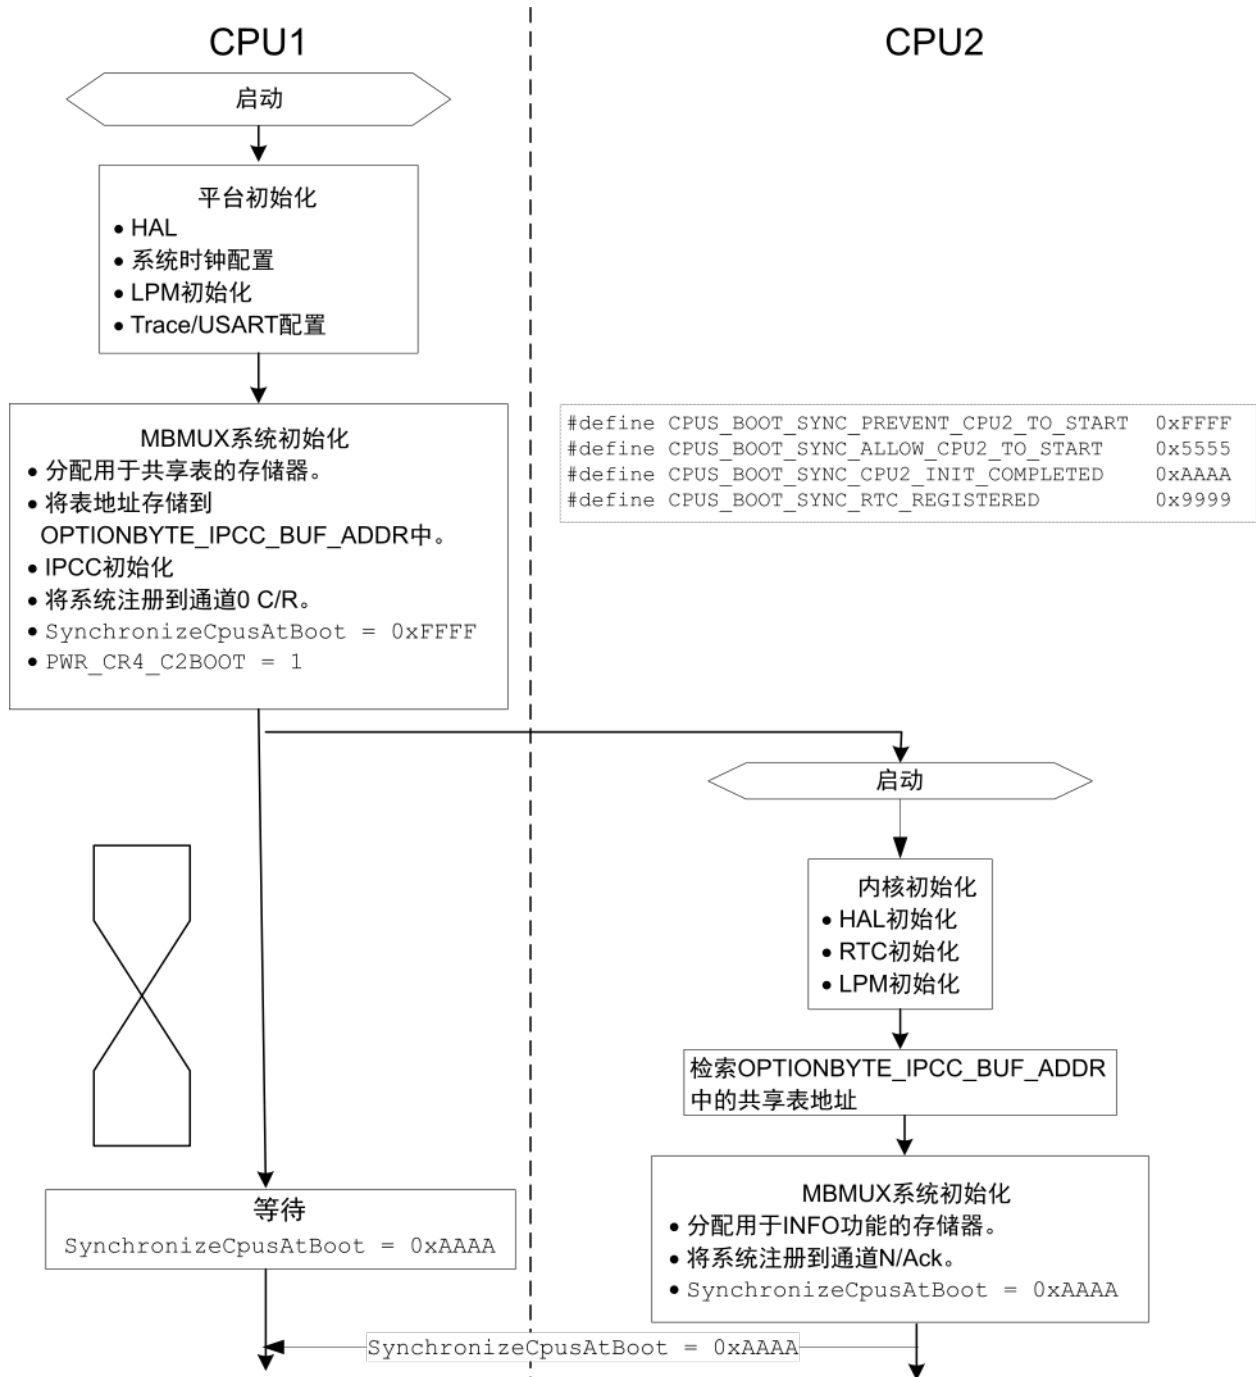 CPU1
CPU2
启动
平台初始化
• HAL
• 系统时钟配置
• LPM初始化
• Trace/USART配置
MBMUX系统初始化
• 分配用于共享表的存储器。
• 将表地址存储到
OPTIONBYTE_IPCC_BUF_ADDR中。
• IPCC初始化
• 将系统注册到通道0 C/R。
• SynchronizeCpusAtBoot = 0xFFFF
• PWR_CR4_C2BOOT = 1
#define CPUS_BOOT_SYNC_PREVENT_CPU2_TO_START 0xFFFF
#define CPUS_BOOT_SYNC_ALLOW_CPU2_TO_START 0x5555
#define CPUS_BOOT_SYNC_CPU2_INIT_COMPLETED 0xAAAA
#define CPUS_BOOT_SYNC_RTC_REGISTERED 0x9999
启动
内核初始化
• HAL初始化
• RTC初始化
• LPM初始化
检索OPTIONBYTE_IPCC_BUF_ADDR
中的共享表地址
等待
SynchronizeCpusAtBoot = 0xAAAA
MBMUX系统初始化
• 分配用于INFO功能的存储器。
• 将系统注册到通道N/Ack。
• SynchronizeCpusAtBoot = 0xAAAA
SynchronizeCpusAtBoot = 0xAAAA